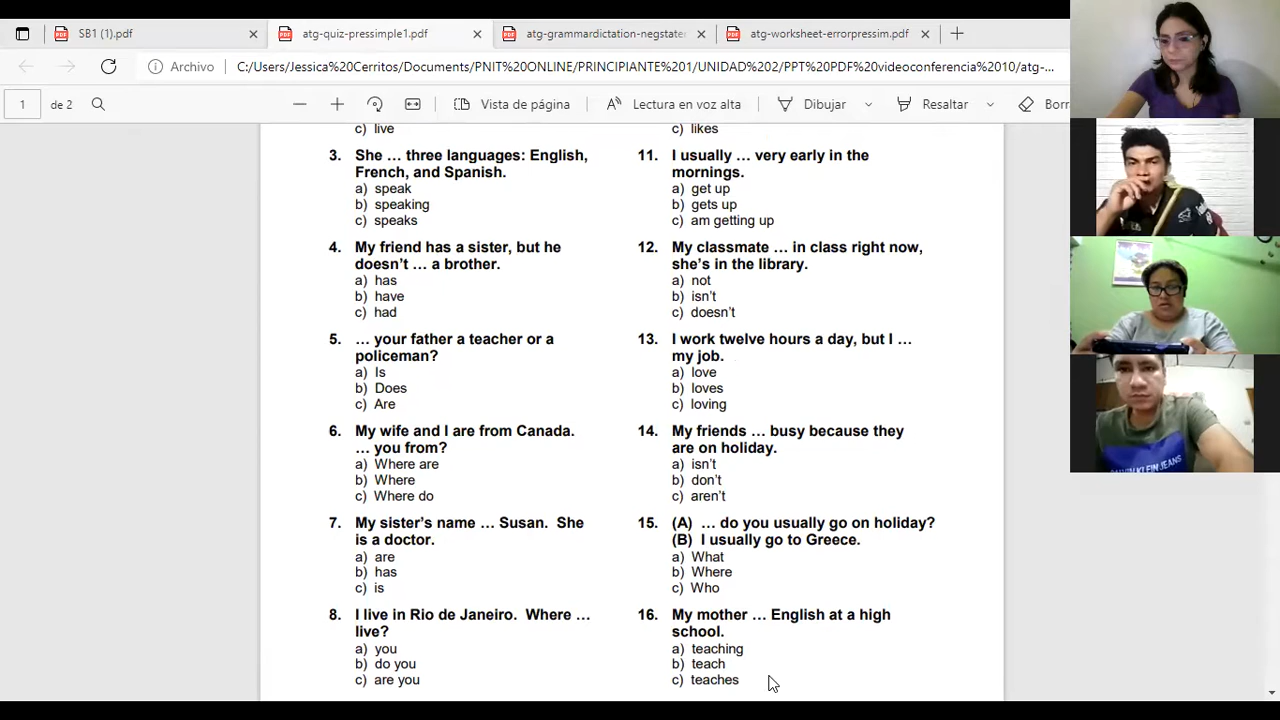 SB1 (1).pdf
atg-quiz-pressimple1.pdf
atg-grammardictation-negstate
atg-worksheet-errorpressim.pdf
Archivo
C:/Users/Jessica%20Cerritos/Documents/PNIT%20ONLINE/PRINCIPIANTE%201/UNIDAD%202/PPT%20PDF%20videoconferencia%2010/atg-...
1
de 2
Vista de página
Lectura en voz alta
Dibujar
Resaltar
Borr
c) live
3. She … three languages: English,
French, and Spanish.
a) speak
b) speaking
c) speaks
4. My friend has a sister, but he
doesn’t … a brother.
a) has
b) have
c) had
5. … your father a teacher or a
policeman?
a) Is
b) Does
c) Are
6. My wife and I are from Canada.
… you from?
a) Where are
b) Where
c) Where do
7. My sister’s name … Susan. She
is a doctor.
a) are
b) has
c) is
8. I live in Rio de Janeiro. Where …
live?
a) you
b) do you
c) are you
c) likes
11. I usually … very early in the
mornings.
a) get up
b) gets up
c) am getting up
12. My classmate … in class right now,
she’s in the library.
a) not
b) isn’t
c) doesn’t
13. I work twelve hours a day, but I …
my job.
a) love
b) loves
c) loving
14. My friends … busy because they
are on holiday.
a) isn’t
b) don’t
c) aren’t
15. (A) … do you usually go on holiday?
(B) I usually go to Greece.
a) What
b) Where
c) Who
16. My mother … English at a high
school.
a) teaching
b) teach
c) teaches
CALVIN KLEIN JEANS